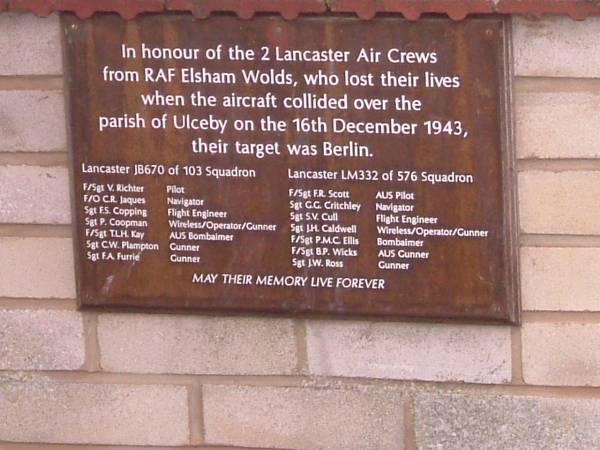 In honour of the 2 Lancaster Air Crews
from RAF Elsham Wolds, who lost their lives
when the aircraft collided over the
parish of Ulceby on the 16th December 1943,
their target was Berlin.
Lancaster JB670 of 103 Squadron
F/Sgt V. Richter Pilot
F/O C.R. Jaques Navigator
Sgt F.S. Copping Flight Engineer
Sgt P. Coopman Wireless/Operator/Gunner
F/Sgt T.L.H. Kay AUS Bombaimer
Sgt C.W. Plampton Gunner
Sgt F.A. Furrie Gunner
Lancaster LM332 of 576 Squadron
F/Sgt F.R. Scott AUS Pilot
Sgt G.G. Critchley Navigator
Sgt S.V. Cull Flight Engineer
Sgt J.H. Caldwell Wireless/Operator/Gunner
F/Sgt P.M.C. Ellis Bombaimer
F/Sgt B.P. Wicks AUS Gunner
Sgt J.W. Ross Gunner
MAY THEIR MEMORY LIVE FOREVER